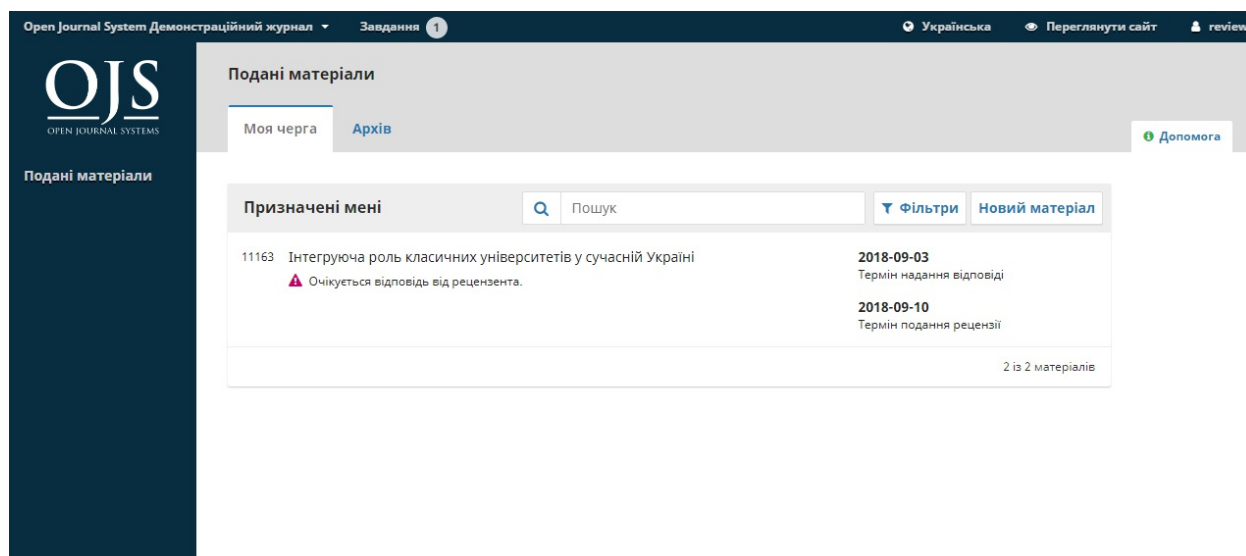 Open Journal System Демонстраційний журнал Завдання 1 Українська Переглянути сайт review
OJS
OPEN JOURNAL SYSTEMS
Подані матеріали
Моя черга Архів
Допомога
Подані матеріали
Призначені мені Пошук Фільтри Новий матеріал
11163 Інтегруюча роль класичних університетів у сучасній Україні 2018-09-03
Очікується відповідь від рецензента. Термін надання відповіді
2018-09-10
Термін подання рецензії
2 із 2 матеріалів